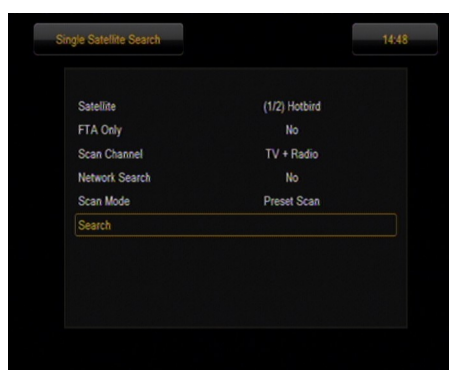 Single Satellite Search 14:48
Satellite (1/2) Hotbird
FTA Only No
Scan Channel TV + Radio
Network Search No
Scan Mode Preset Scan
Search